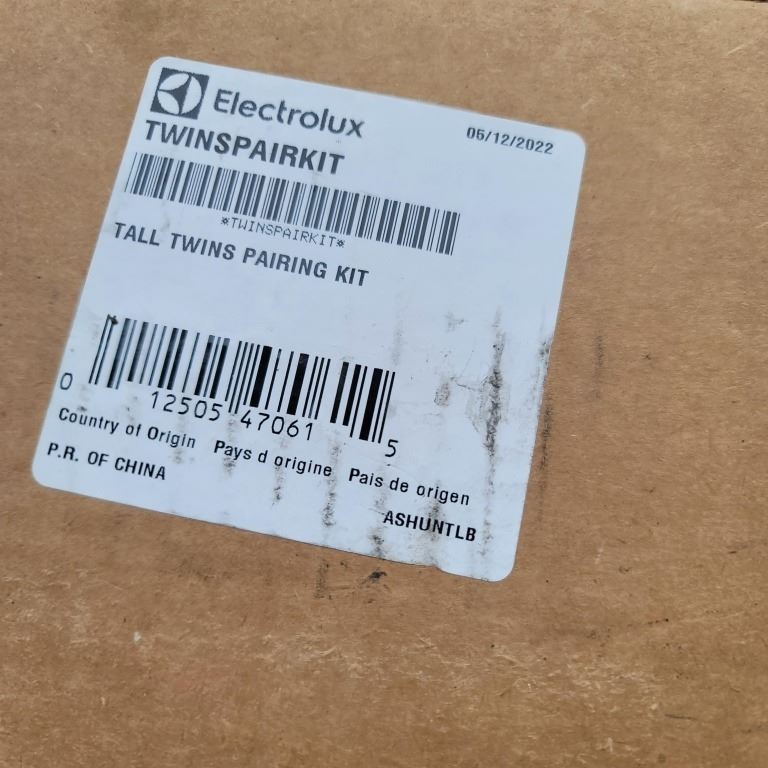 Electrolux
05/12/2022
TWINSPAIRKIT
*TWINSPAIRKIT*
TALL TWINS PAIRING KIT
0 12505 47061 5
Country of Origin Pays d origine Pais de origen
P.R. OF CHINA
ASHUNTLB